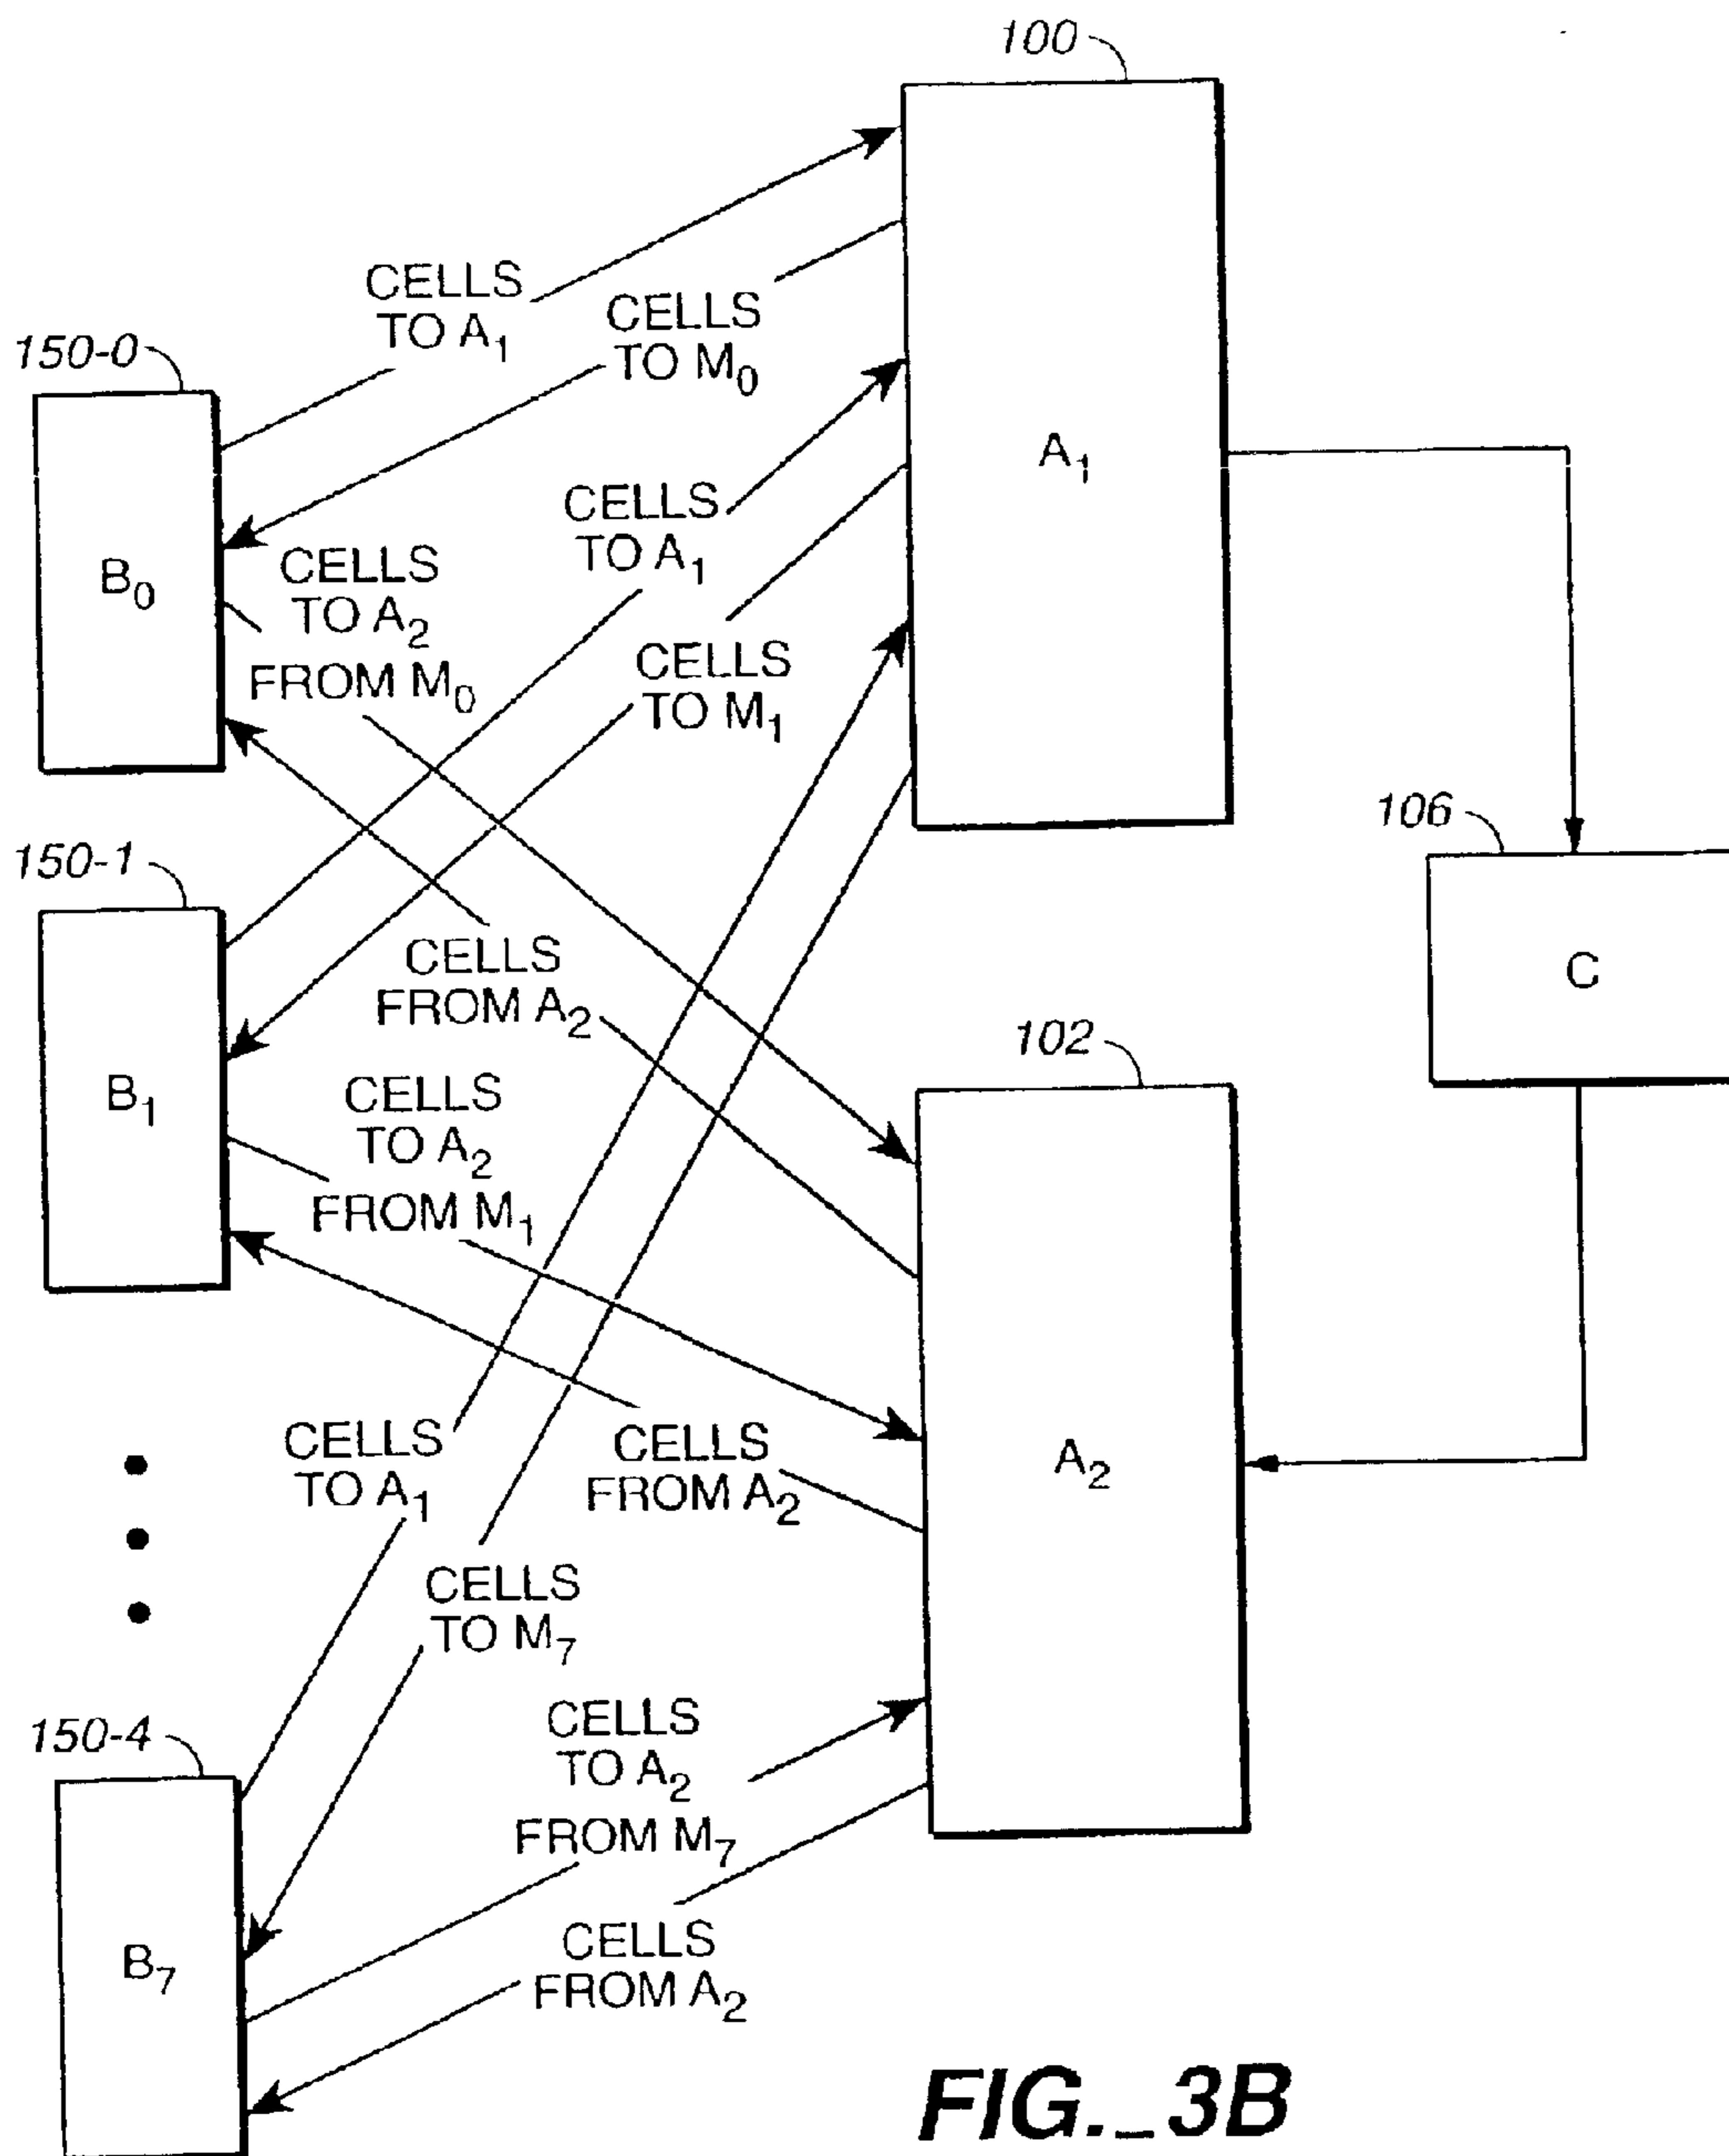 100
CELLS
TO A₁
CELLS
TO M₀
150-0
B₀
A₁
CELLS
TO A₁
CELLS
TO A₂
FROM M₀
CELLS
TO M₁
106
150-1
CELLS
FROM A₂
C
102
B₁
CELLS
TO A₂
FROM M₁
CELLS
TO A₁
CELLS
FROM A₂
A₂
CELLS
TO M₇
150-4
CELLS
TO A₂
FROM M₇
B₇
CELLS
FROM A₂
FIG._3B